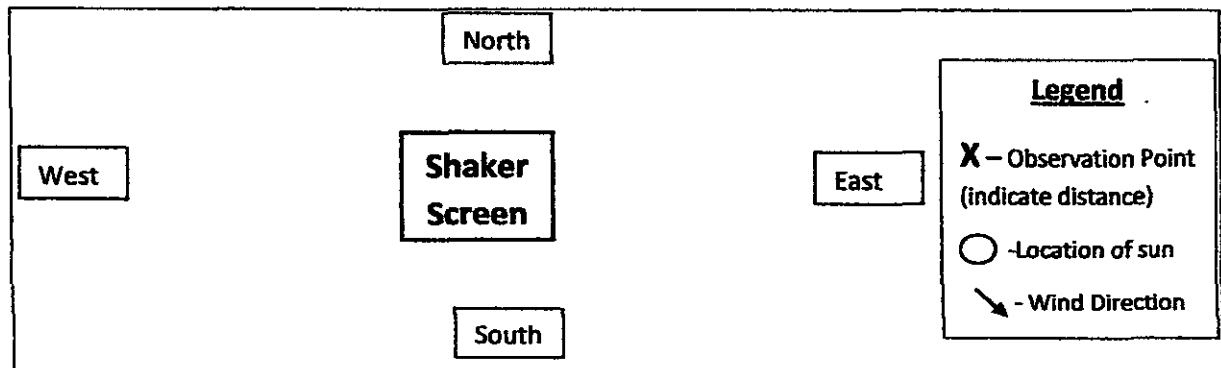 North
West
Shaker
Screen
East
South
Legend
X – Observation Point
(indicate distance)
-Location of sun
- Wind Direction